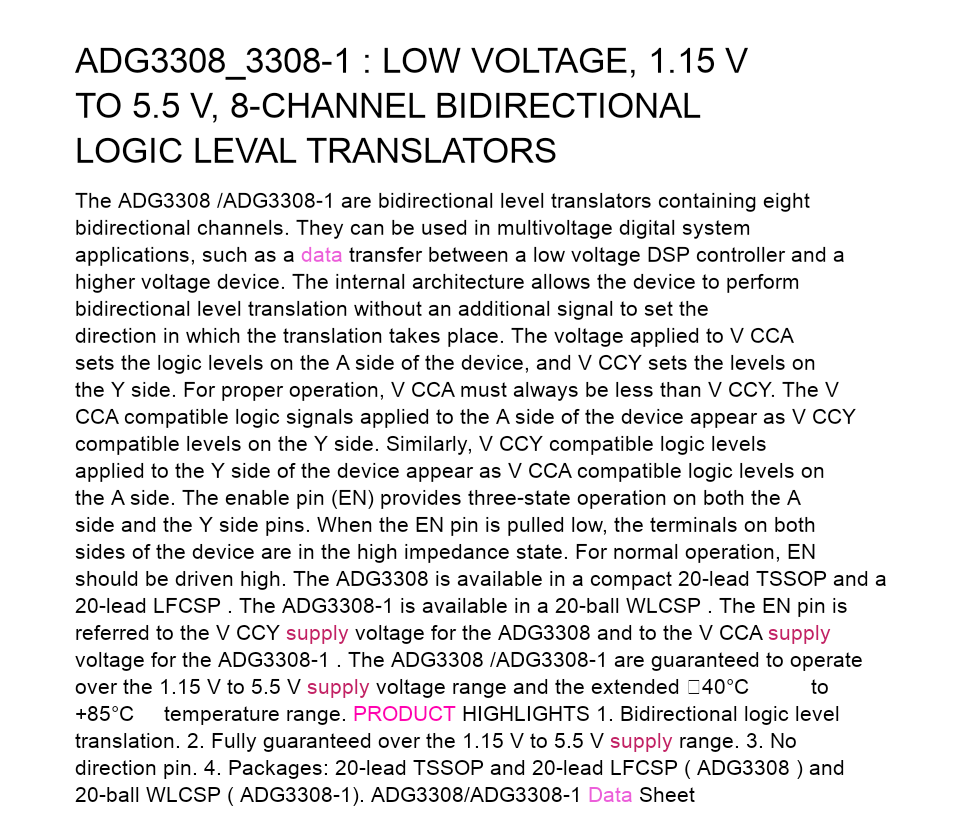 ADG3308_3308-1 : LOW VOLTAGE, 1.15 V
TO 5.5 V, 8-CHANNEL BIDIRECTIONAL
LOGIC LEVAL TRANSLATORS
The ADG3308 /ADG3308-1 are bidirectional level translators containing eight
bidirectional channels. They can be used in multivoltage digital system
applications, such as a data transfer between a low voltage DSP controller and a
higher voltage device. The internal architecture allows the device to perform
bidirectional level translation without an additional signal to set the
direction in which the translation takes place. The voltage applied to V CCA
sets the logic levels on the A side of the device, and V CCY sets the levels on
the Y side. For proper operation, V CCA must always be less than V CCY. The V
CCA compatible logic signals applied to the A side of the device appear as V CCY
compatible levels on the Y side. Similarly, V CCY compatible logic levels
applied to the Y side of the device appear as V CCA compatible logic levels on
the A side. The enable pin (EN) provides three-state operation on both the A
side and the Y side pins. When the EN pin is pulled low, the terminals on both
sides of the device are in the high impedance state. For normal operation, EN
should be driven high. The ADG3308 is available in a compact 20-lead TSSOP and a
20-lead LFCSP . The ADG3308-1 is available in a 20-ball WLCSP . The EN pin is
referred to the V CCY supply voltage for the ADG3308 and to the V CCA supply
voltage for the ADG3308-1 . The ADG3308 /ADG3308-1 are guaranteed to operate
over the 1.15 V to 5.5 V supply voltage range and the extended □40°C to
+85°C temperature range. PRODUCT HIGHLIGHTS 1. Bidirectional logic level
translation. 2. Fully guaranteed over the 1.15 V to 5.5 V supply range. 3. No
direction pin. 4. Packages: 20-lead TSSOP and 20-lead LFCSP ( ADG3308 ) and
20-ball WLCSP ( ADG3308-1). ADG3308/ADG3308-1 Data Sheet